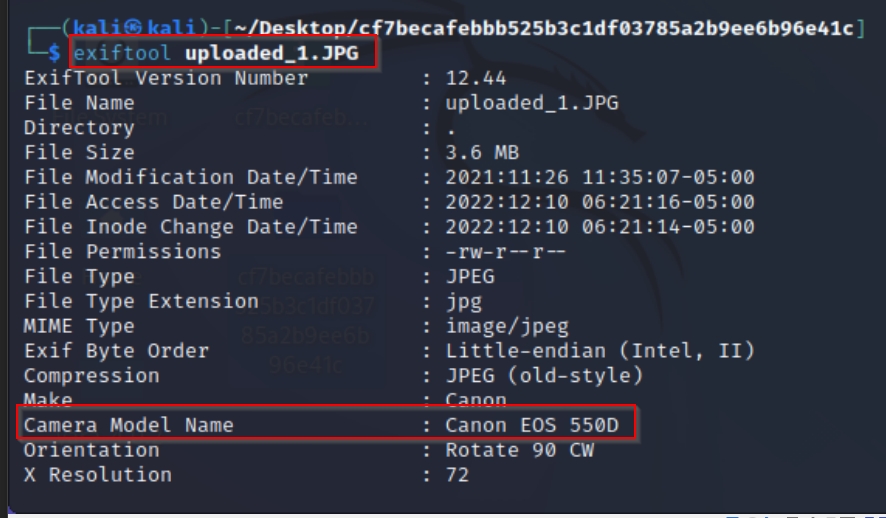 (kali㉿kali)-[~/Desktop/cf7becafebbb525b3c1df03785a2b9ee6b96e41c]
$ exiftool uploaded_1.JPG
ExifTool Version Number : 12.44
File Name : uploaded_1.JPG
Directory : .
File Size : 3.6 MB
File Modification Date/Time : 2021:11:26 11:35:07-05:00
File Access Date/Time : 2022:12:10 06:21:16-05:00
File Inode Change Date/Time : 2022:12:10 06:21:14-05:00
File Permissions : -rw-r--r--
File Type : JPEG
File Type Extension : jpg
MIME Type : image/jpeg
Exif Byte Order : Little-endian (Intel, II)
Compression : JPEG (old-style)
Make : Canon
Camera Model Name : Canon EOS 550D
Orientation : Rotate 90 CW
X Resolution : 72